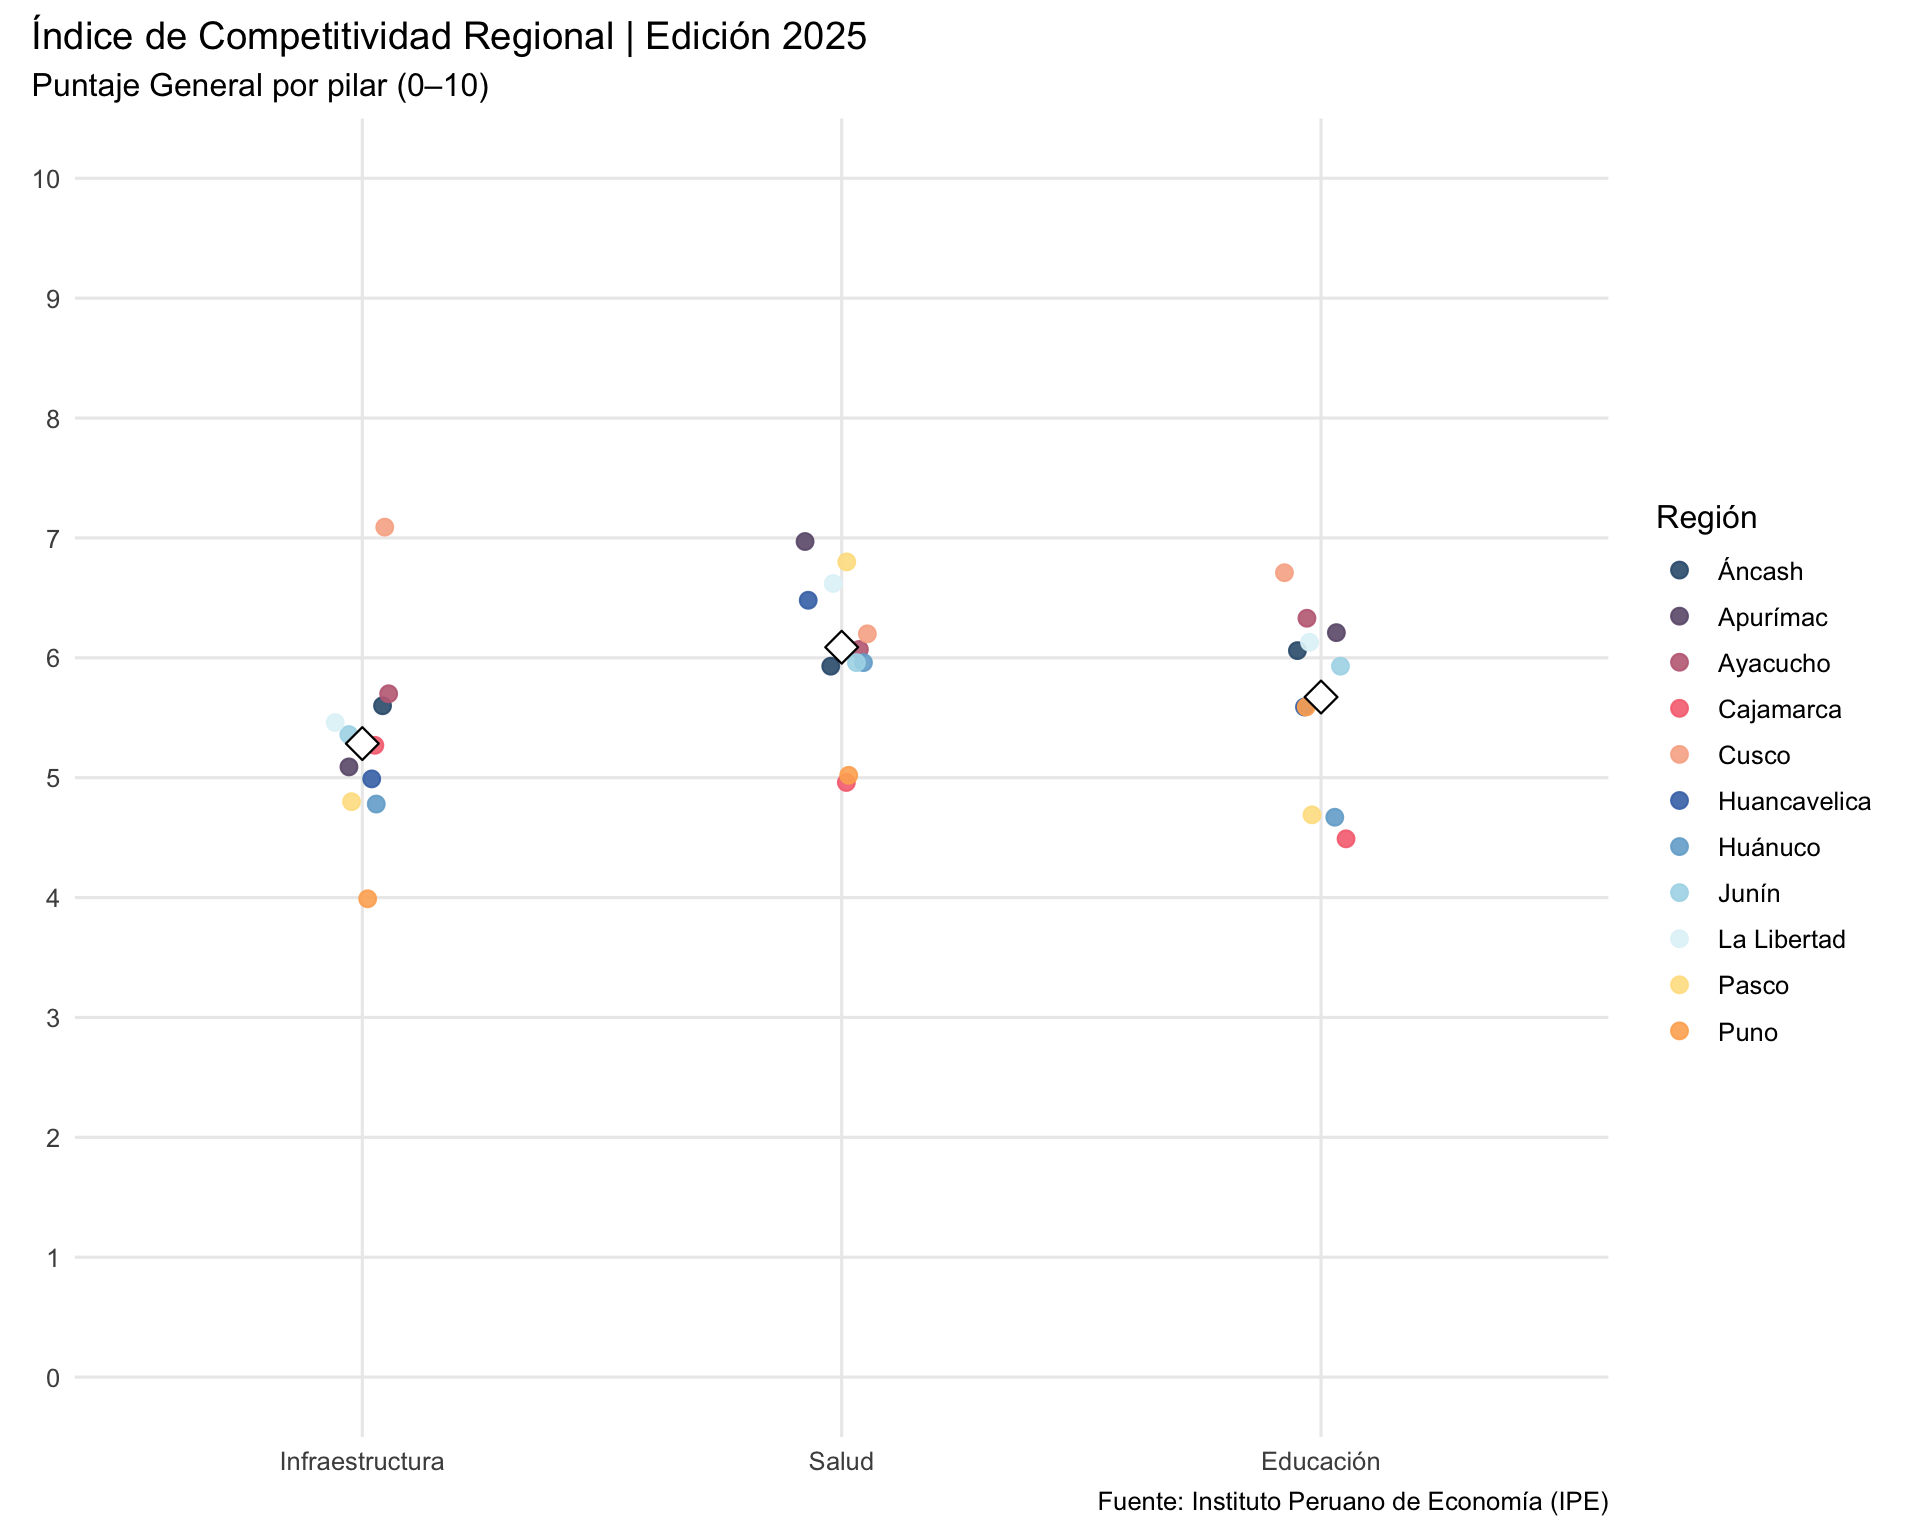 Índice de Competitividad Regional | Edición 2025
Puntaje General por pilar (0–10)
10
9
8
7
6
5
4
3
2
1
0
Infraestructura
Salud
Educación
Región
Áncash
Apurímac
Ayacucho
Cajamarca
Cusco
Huancavelica
Huánuco
Junín
La Libertad
Pasco
Puno
Fuente: Instituto Peruano de Economía (IPE)